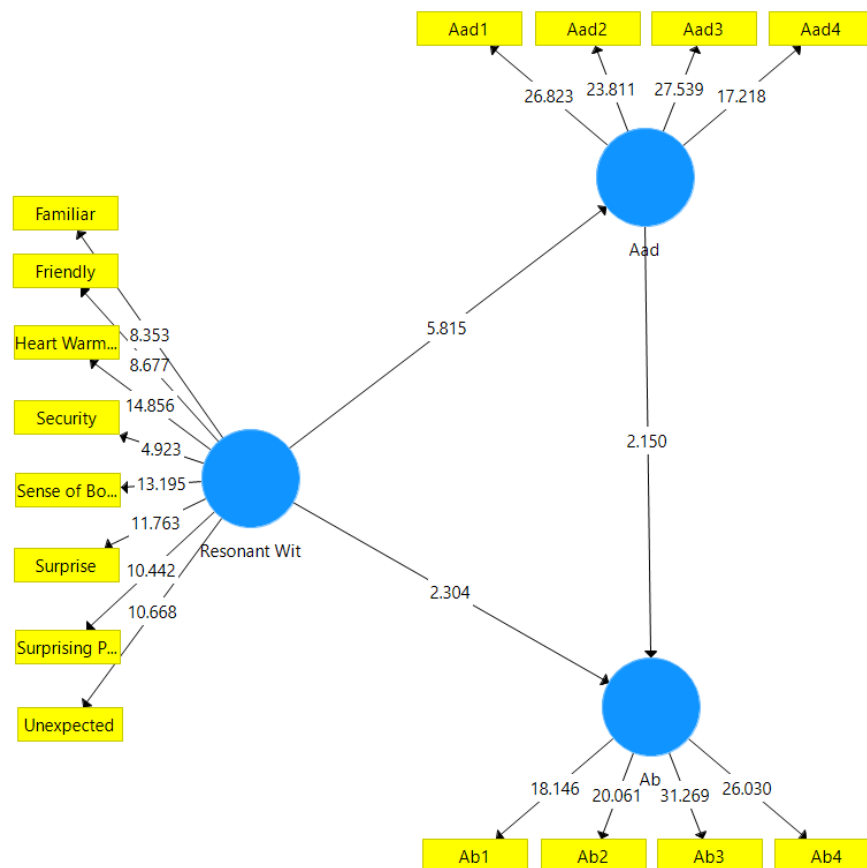 Aad1
Aad2
Aad3
Aad4
26.823
23.811
27.539
17.218
Aad
Familiar
Friendly
Heart Warm...
Security
Sense of Bo...
Surprise
Surprising P...
Unexpected
8.353
8.677
14.856
4.923
13.195
11.763
10.442
10.668
Resonant Wit
5.815
2.150
2.304
Ab
18.146
20.061
31.269
26.030
Ab1
Ab2
Ab3
Ab4